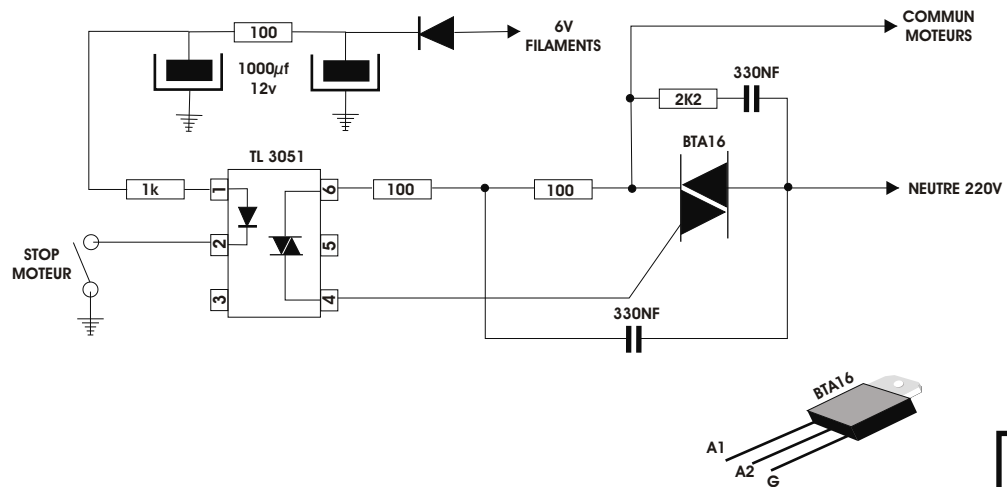 100
6V
FILAMENTS
COMMUN
MOTEURS
1000µf
12v
330NF
2K2
BTA16
TL 3051
1k
1
6
100
100
NEUTRE 220V
2
5
STOP
MOTEUR
3
4
330NF
BTA16
A1
A2
G